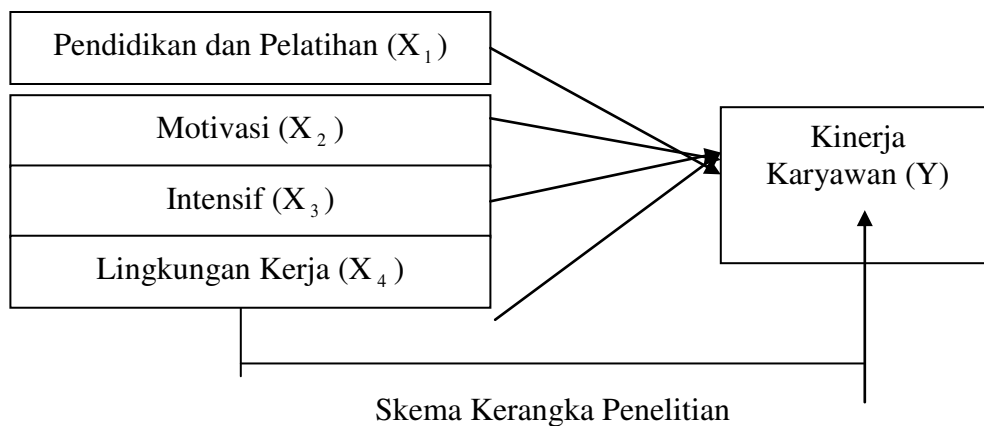 Pendidikan dan Pelatihan (X₁)
Motivasi (X₂)
Intensif (X₃)
Lingkungan Kerja (X₄)
Kinerja
Karyawan (Y)
Skema Kerangka Penelitian